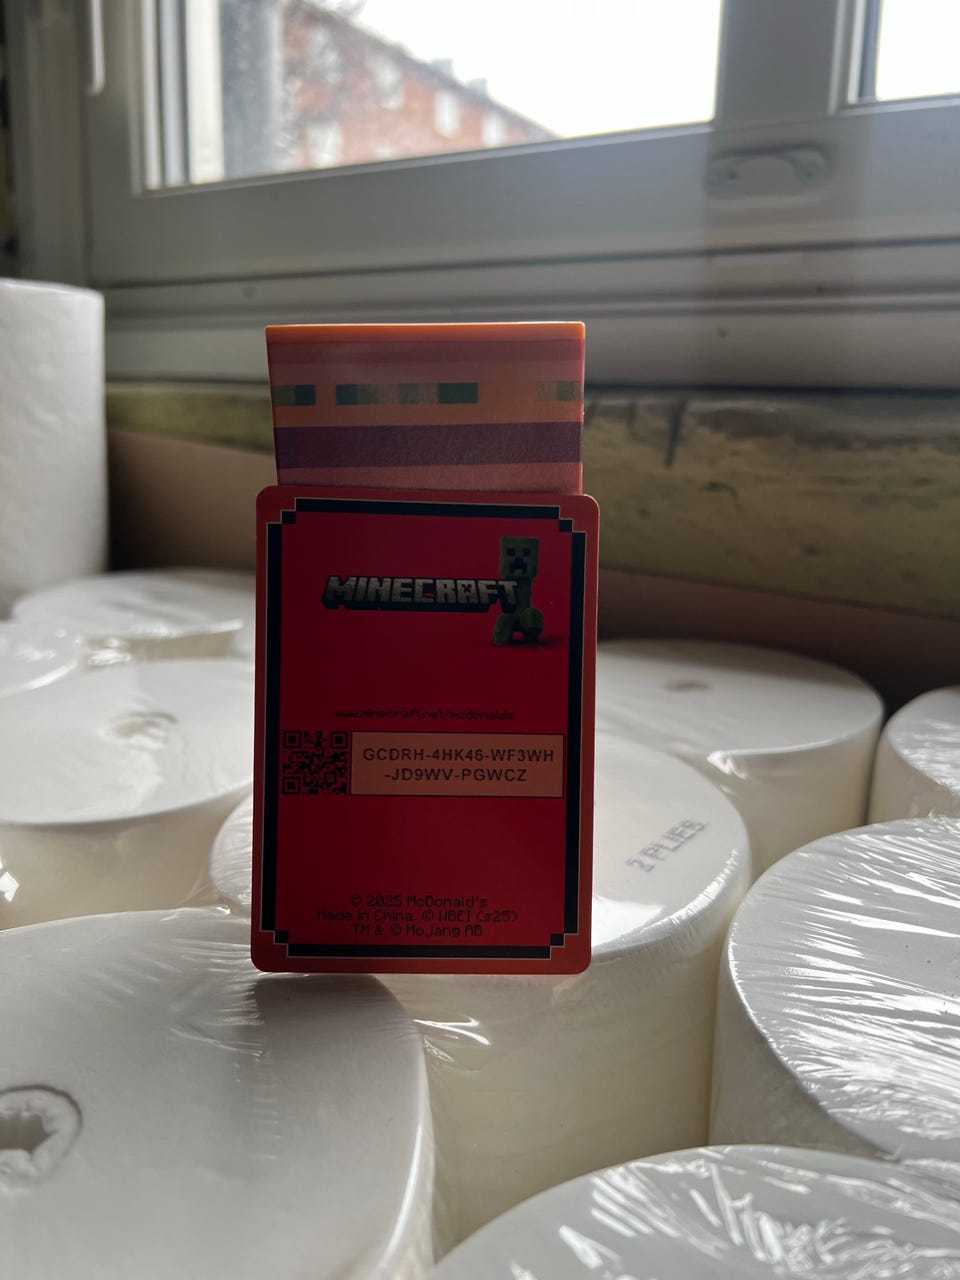 MINECRAFT
www.minecraft.net/mcdonalds
GCDRH-4HK46-WF3WH
-JD9WV-PGWCZ
© 2025 McDonald's
Made in China. © WBEI (s25)
TM & © Mojang AB
2 PLIES